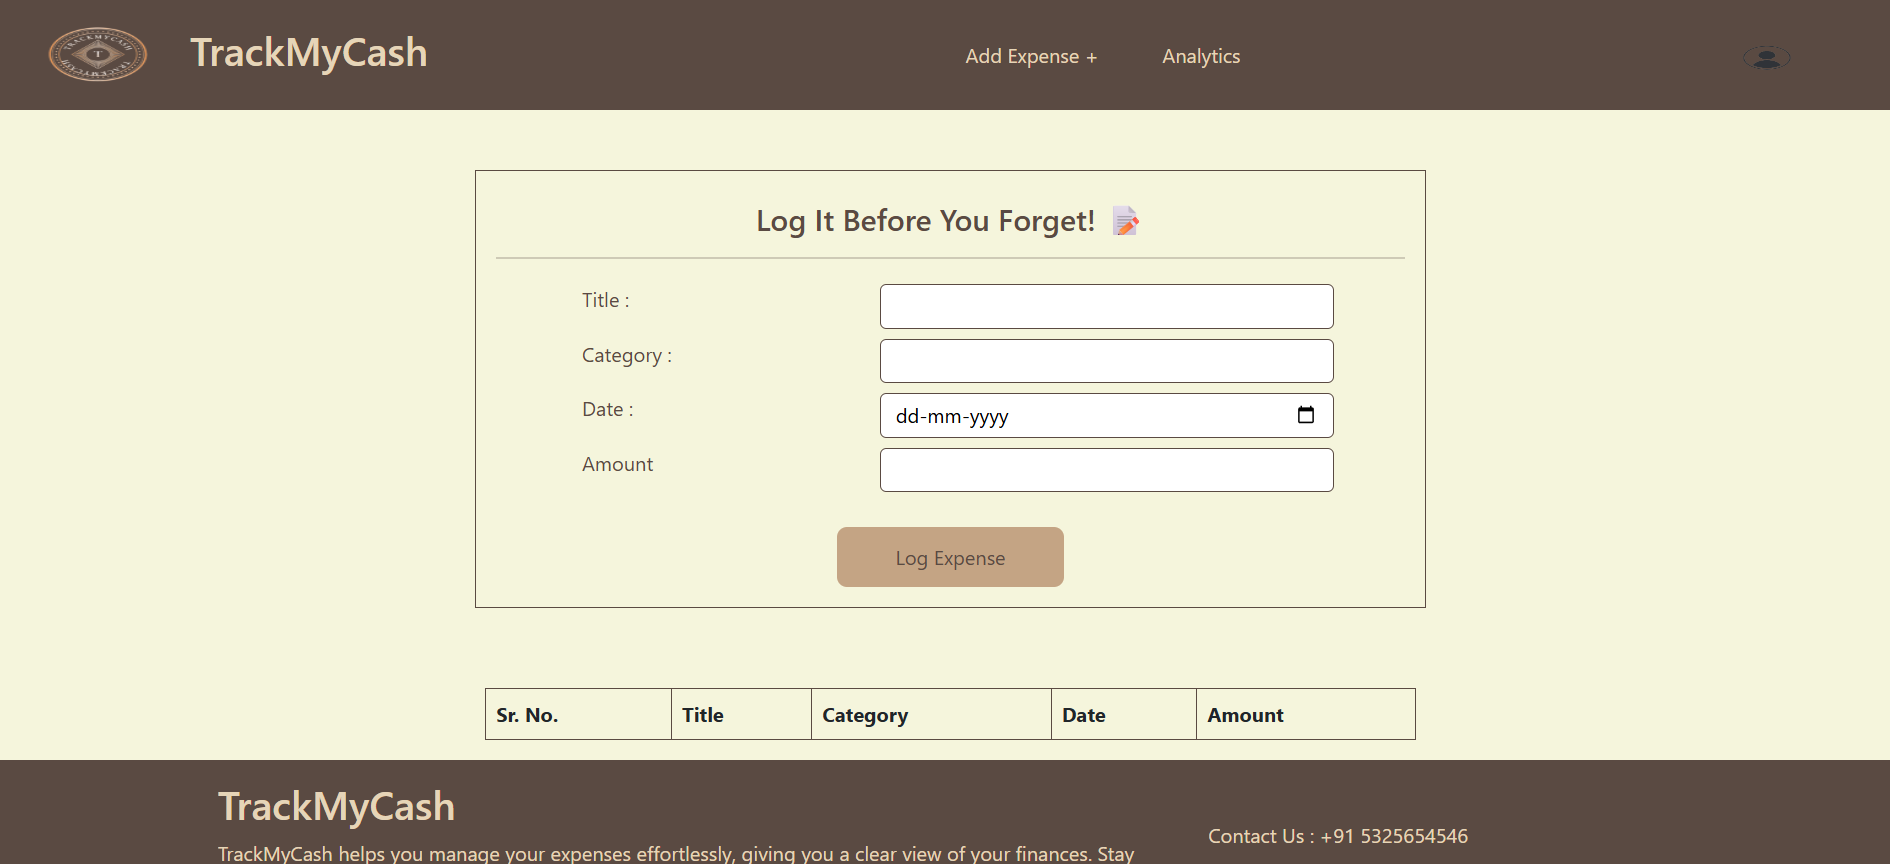 TRACKMYCASH
T
TRACKMYCASH
TrackMyCash
Add Expense +
Analytics
Log It Before You Forget!
Title :
Category :
Date :
dd-mm-yyyy
Amount
Log Expense
Sr. No. Title Category Date Amount
TrackMyCash
Contact Us : +91 5325654546
TrackMyCash helps you manage your expenses effortlessly, giving you a clear view of your finances. Stay